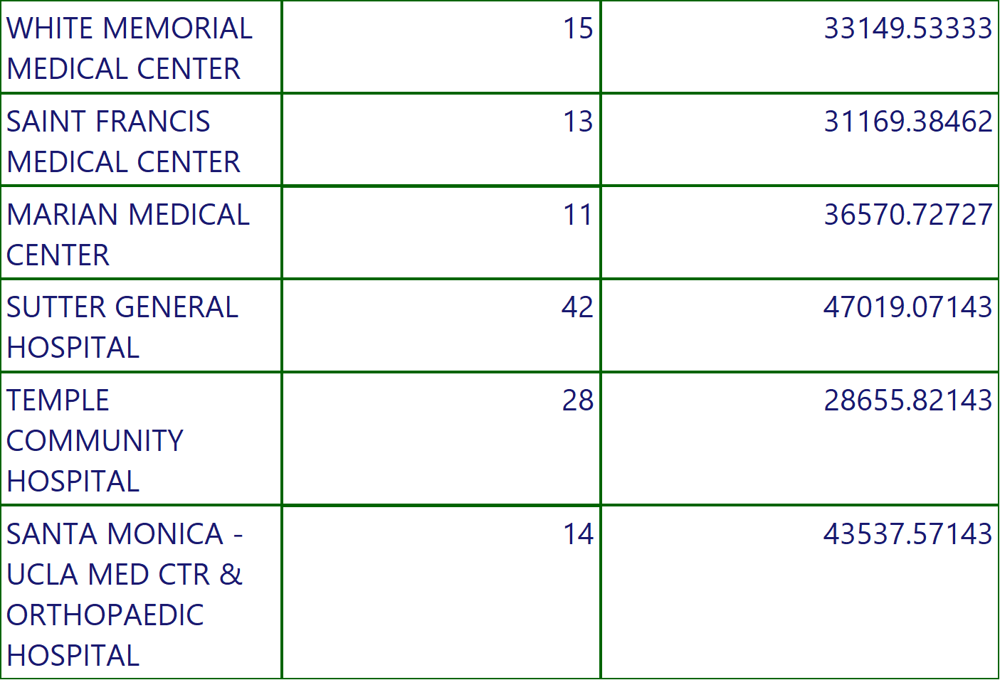 WHITE MEMORIAL 15 33149.53333
MEDICAL CENTER
SAINT FRANCIS 13 31169.38462
MEDICAL CENTER
MARIAN MEDICAL 11 36570.72727
CENTER
SUTTER GENERAL 42 47019.07143
HOSPITAL
TEMPLE 28 28655.82143
COMMUNITY
HOSPITAL
SANTA MONICA - 14 43537.57143
UCLA MED CTR &
ORTHOPAEDIC
HOSPITAL